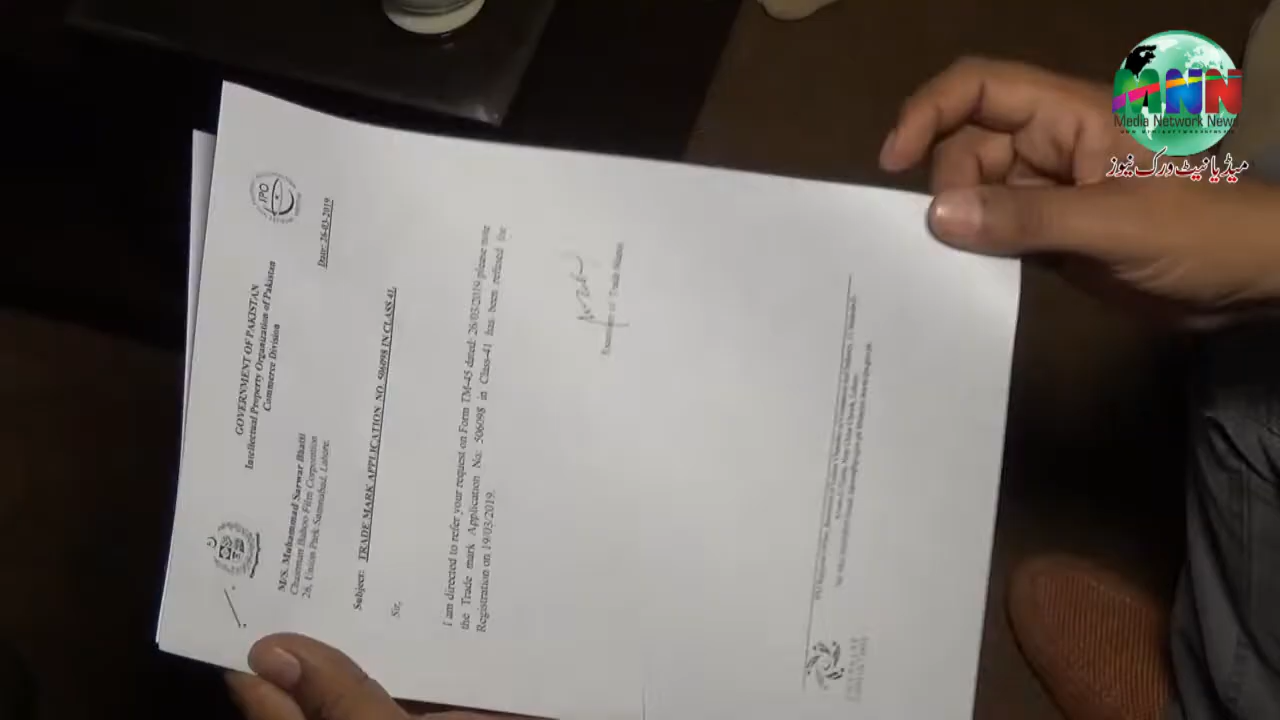 GOVERNMENT OF PAKISTAN
Intellectual Property Organization of Pakistan
Commerce Division
IPO
Date: 26-03-2019
M/S. Muhammad Sarwar Bhatti
Chairman Bahoo Film Corporation
26, Union Park Samnabad, Lahore.
Subject: TRADE MARK APPLICATION NO. 506098 IN CLASS 41.
Sir,
I am directed to refer your request on Form TM-45 dated: 26/03/2019 please note
the Trade mark Application No: 506098 in Class-41 has been refused for
Registration on 19/03/2019.
Examiner of Trade Marks
MNN
Media Network News
میڈیا نیٹ ورک نیوز